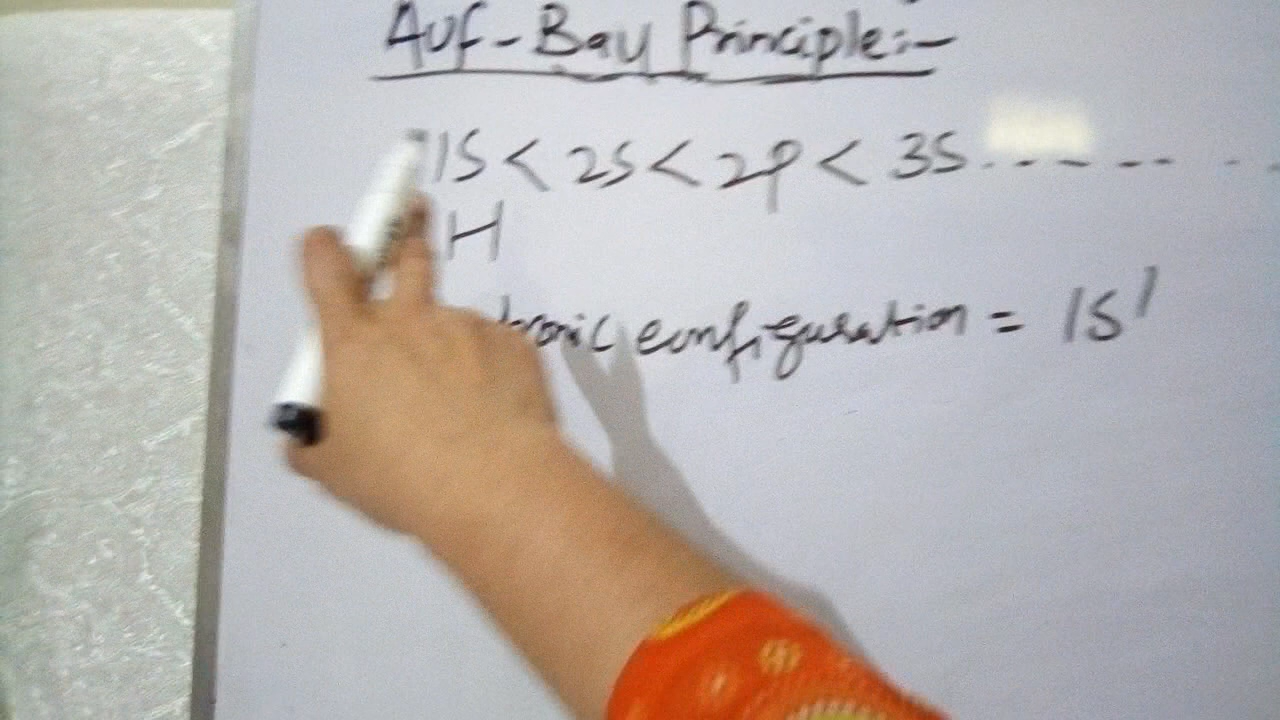 Auf-Bau Principle:-
1S < 2S < 2p < 3S.-----
H
configuration = 1S¹